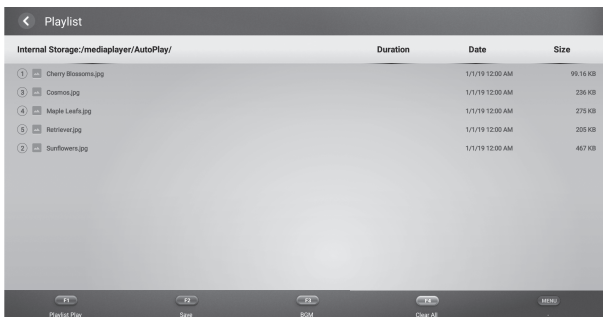 Playlist
Internal Storage:/mediaplayer/AutoPlay/ Duration Date Size
1 Cherry Blossoms.jpg 1/1/19 12:00 AM 99.16 KB
3 Cosmos.jpg 1/1/19 12:00 AM 236 KB
4 Maple Leafs.jpg 1/1/19 12:00 AM 275 KB
5 Retriever.jpg 1/1/19 12:00 AM 205 KB
2 Sunflowers.jpg 1/1/19 12:00 AM 467 KB
F1 F2 F3 F4 MENU
Playlist Play Save BGM Clear All -